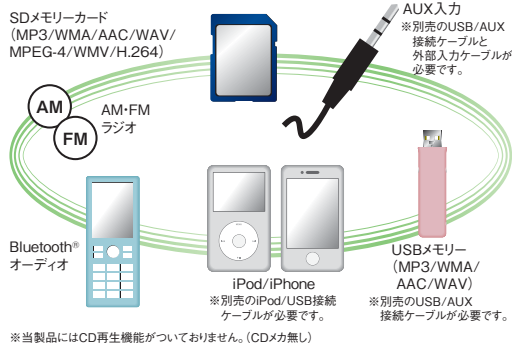 SDメモリーカード
（MP3/WMA/AAC/WAV/
MPEG-4/WMV/H.264）
AUX入力
※別売のUSB/AUX
接続ケーブルと
外部入力ケーブルが
必要です。
AM
FM
AM・FM
ラジオ
Bluetooth®
オーディオ
iPod/iPhone
※別売のiPod/USB接続
ケーブルが必要です。
USBメモリー
（MP3/WMA/
AAC/WAV）
※別売のUSB/AUX
接続ケーブルが必要です。
※当製品にはCD再生機能がついておりません。（CDメカ無し）